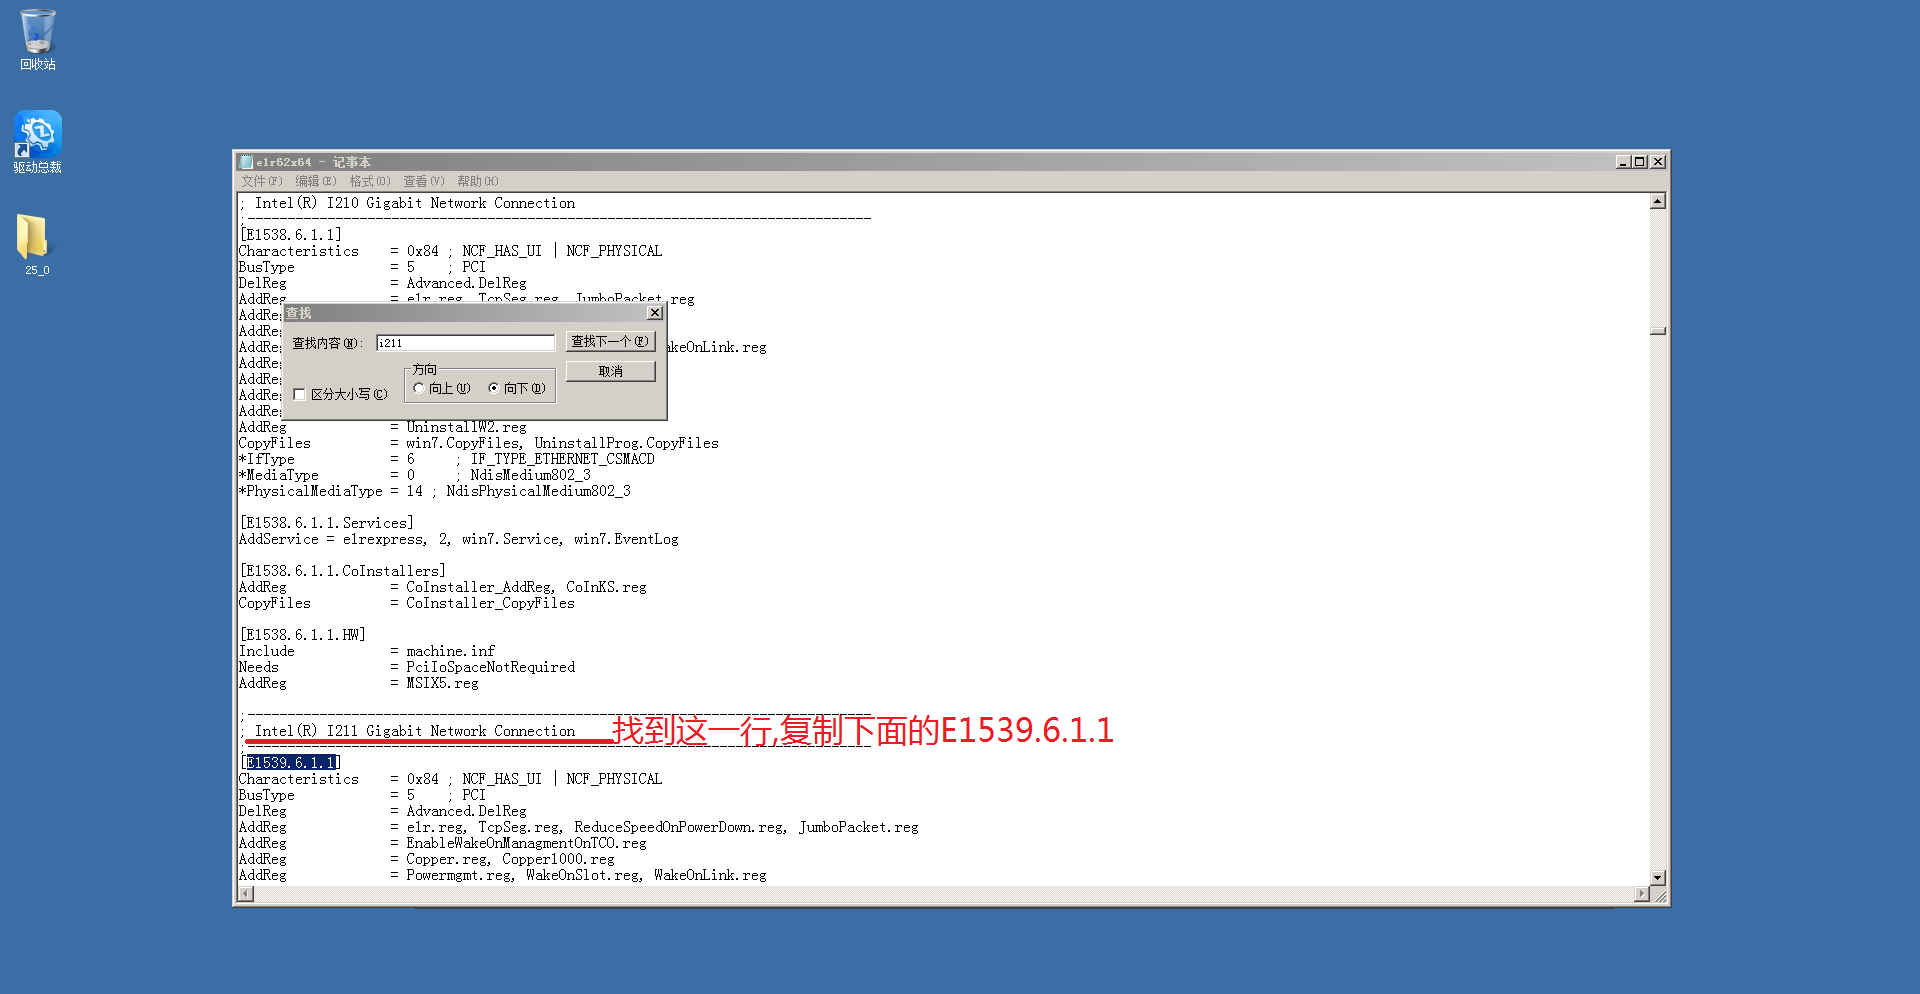 回收站
驱动总裁
25_0
e1r62x64 - 记事本
文件(F) 编辑(E) 格式(O) 查看(V) 帮助(H)
; Intel(R) I210 Gigabit Network Connection
;------------------------------------------------------------------------------
[E1538.6.1.1]
Characteristics    = 0x84 ; NCF_HAS_UI | NCF_PHYSICAL
BusType            = 5    ; PCI
DelReg             = Advanced.DelReg
AddReg             = e1r.reg, TcpSeg.reg, JumboPacket.reg
AddRe
AddRe
AddRe akeOnLink.reg
AddRe
AddRe
AddRe
AddRe
查找
查找内容(N): i211 查找下一个(F)
方向 取消
区分大小写(C) 向上(U) 向下(D)
AddReg             = UninstallW2.reg
CopyFiles          = win7.CopyFiles, UninstallProg.CopyFiles
*IfType            = 6     ; IF_TYPE_ETHERNET_CSMACD
*MediaType         = 0     ; NdisMedium802_3
*PhysicalMediaType = 14 ; NdisPhysicalMedium802_3
[E1538.6.1.1.Services]
AddService = e1rexpress, 2, win7.Service, win7.EventLog
[E1538.6.1.1.CoInstallers]
AddReg             = CoInstaller_AddReg, CoInKS.reg
CopyFiles          = CoInstaller_CopyFiles
[E1538.6.1.1.HW]
Include            = machine.inf
Needs              = PciIoSpaceNotRequired
AddReg             = MSIX5.reg
;------------------------------------------------------------------------------
; Intel(R) I211 Gigabit Network Connection 找到这一行,复制下面的E1539.6.1.1
;------------------------------------------------------------------------------
[E1539.6.1.1]
Characteristics    = 0x84 ; NCF_HAS_UI | NCF_PHYSICAL
BusType            = 5    ; PCI
DelReg             = Advanced.DelReg
AddReg             = e1r.reg, TcpSeg.reg, ReduceSpeedOnPowerDown.reg, JumboPacket.reg
AddReg             = EnableWakeOnManagmentOnTCO.reg
AddReg             = Copper.reg, Copper1000.reg
AddReg             = Powermgmt.reg, WakeOnSlot.reg, WakeOnLink.reg